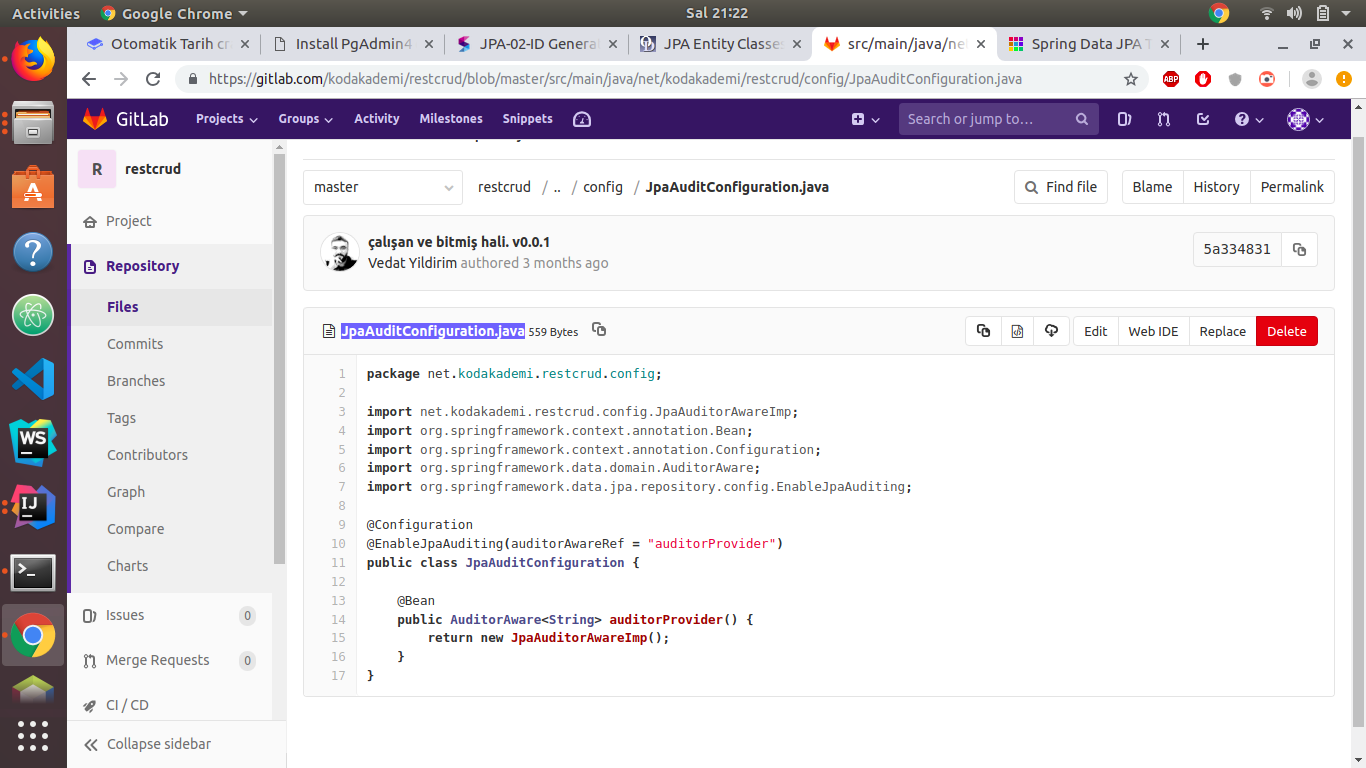 Activities Google Chrome Sal 21:22
Otomatik Tarih cr Install PgAdmin4 JPA-02-ID Genera JPA Entity Classe src/main/java/ne Spring Data JPA T
https://gitlab.com/kodakademi/restcrud/blob/master/src/main/java/net/kodakademi/restcrud/config/JpaAuditConfiguration.java ABP
GitLab Projects Groups Activity Milestones Snippets Search or jump to…
R restcrud
master restcrud / .. / config / JpaAuditConfiguration.java Find file Blame History Permalink
Project
Repository
Files
Commits
Branches
Tags
Contributors
Graph
Compare
Charts
Issues 0
Merge Requests 0
CI / CD
Collapse sidebar
çalışan ve bitmiş hali. v0.0.1
Vedat Yildirim authored 3 months ago
5a334831
JpaAuditConfiguration.java 559 Bytes Edit Web IDE Replace Delete
1 package net.kodakademi.restcrud.config;
2
3 import net.kodakademi.restcrud.config.JpaAuditorAwareImp;
4 import org.springframework.context.annotation.Bean;
5 import org.springframework.context.annotation.Configuration;
6 import org.springframework.data.domain.AuditorAware;
7 import org.springframework.data.jpa.repository.config.EnableJpaAuditing;
8
9 @Configuration
10 @EnableJpaAuditing(auditorAwareRef = "auditorProvider")
11 public class JpaAuditConfiguration {
12
13     @Bean
14     public AuditorAware<String> auditorProvider() {
15         return new JpaAuditorAwareImp();
16     }
17 }
WS
IJ